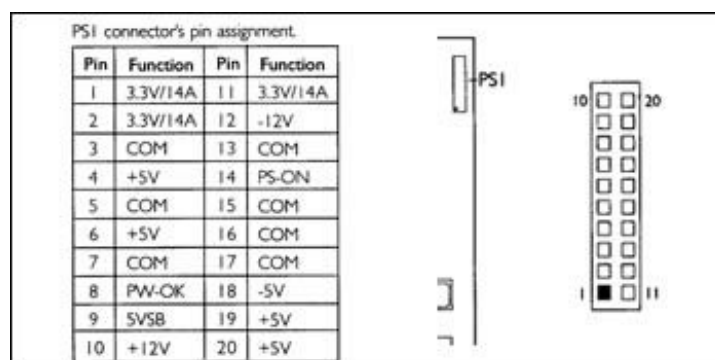 PS1 connector's pin assignment.
Pin Function Pin Function
1 3.3V/14A 11 3.3V/14A
2 3.3V/14A 12 -12V
3 COM 13 COM
4 +5V 14 PS-ON
5 COM 15 COM
6 +5V 16 COM
7 COM 17 COM
8 PW-OK 18 -5V
9 5VSB 19 +5V
10 +12V 20 +5V
PS1
10 20
1 11